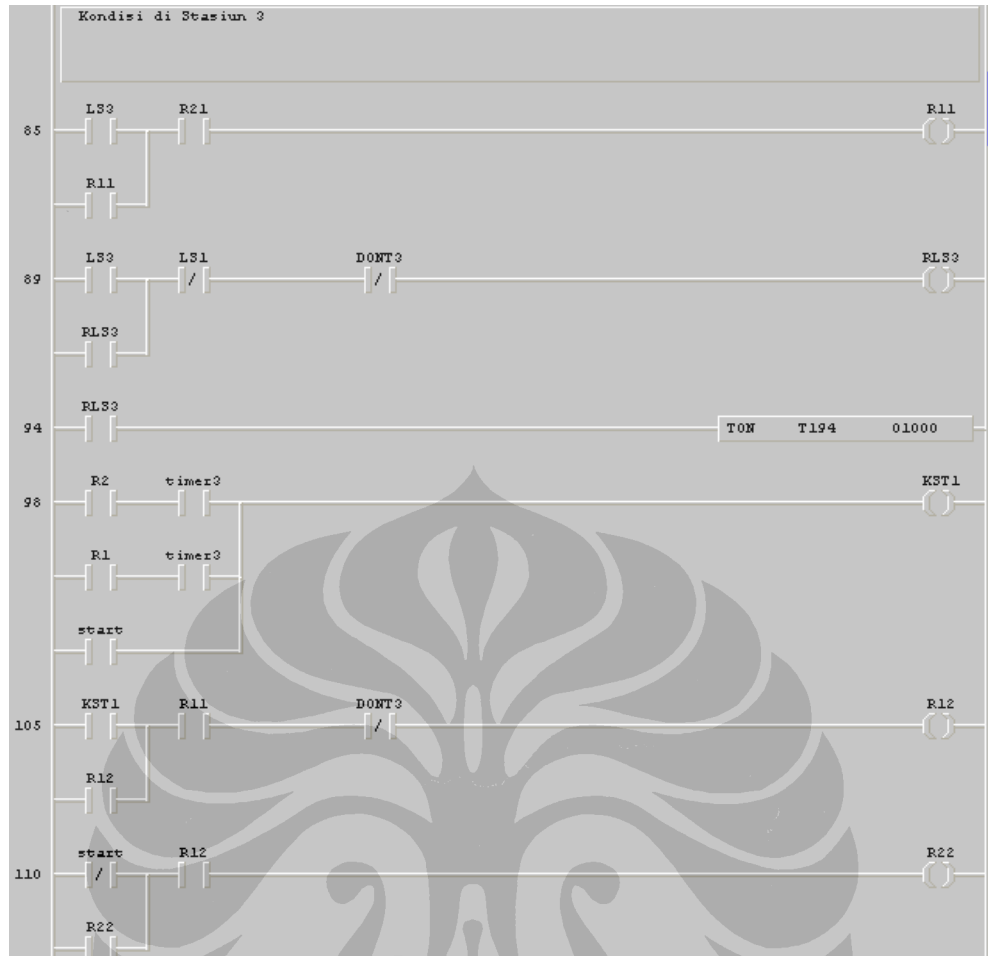 Kondisi di Stasiun 3
LS3 R21 R11
85
R11
LS3 LS1 DONT3 RLS3
89 / /
RLS3
RLS3
94 TON T194 01000
R2 timer3 KST1
98
R1 timer3
start
KST1 R11 DONT3 R12
105 /
R12
start R12 R22
110 /
R22